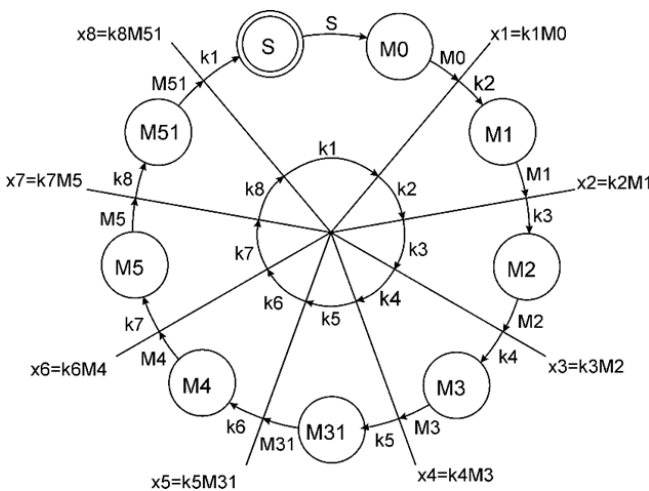 x8=k8M51
k1
S
S
M0
x1=k1M0
M0
k2
M51
M51
M1
k1
x7=k7M5
k8
k8
k2
M1
x2=k2M1
M5
k3
M5
k7
k3
M2
k6
k4
k5
M2
k7
k4
x6=k6M4
M4
x3=k3M2
M4
M3
k6
M31
M31
k5
M3
x5=k5M31
x4=k4M3